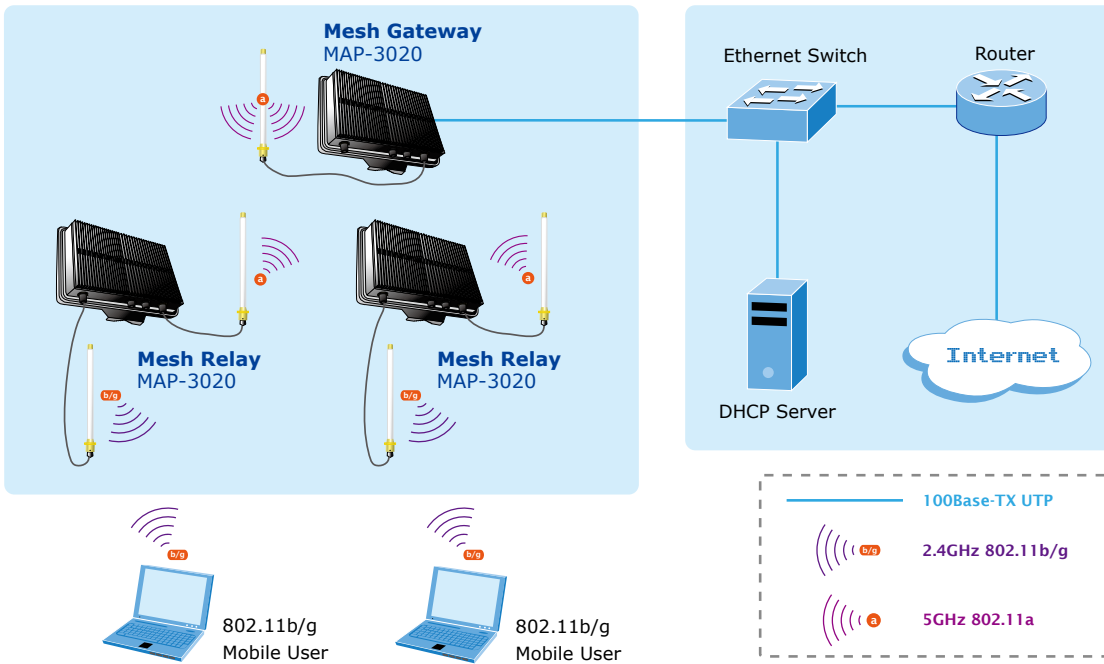 Mesh Gateway
MAP-3020
a
Ethernet Switch
Router
a
a
Mesh Relay
MAP-3020
b/g
Mesh Relay
MAP-3020
b/g
DHCP Server
Internet
b/g
802.11b/g
Mobile User
b/g
802.11b/g
Mobile User
100Base-TX UTP
b/g
2.4GHz 802.11b/g
a
5GHz 802.11a